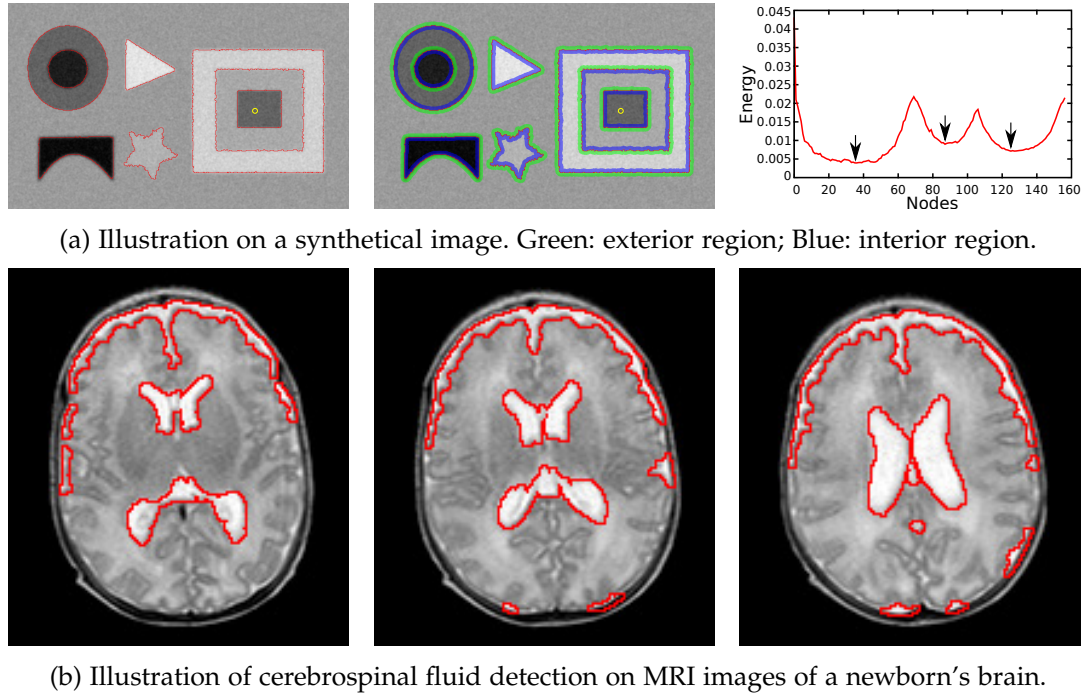 0.045
0.04
0.035
0.03
0.025
0.02
0.015
0.01
0.005
0
Energy
0 20 40 60 80 100 120 140 160
Nodes
(a) Illustration on a synthetical image. Green: exterior region; Blue: interior region.
(b) Illustration of cerebrospinal fluid detection on MRI images of a newborn's brain.